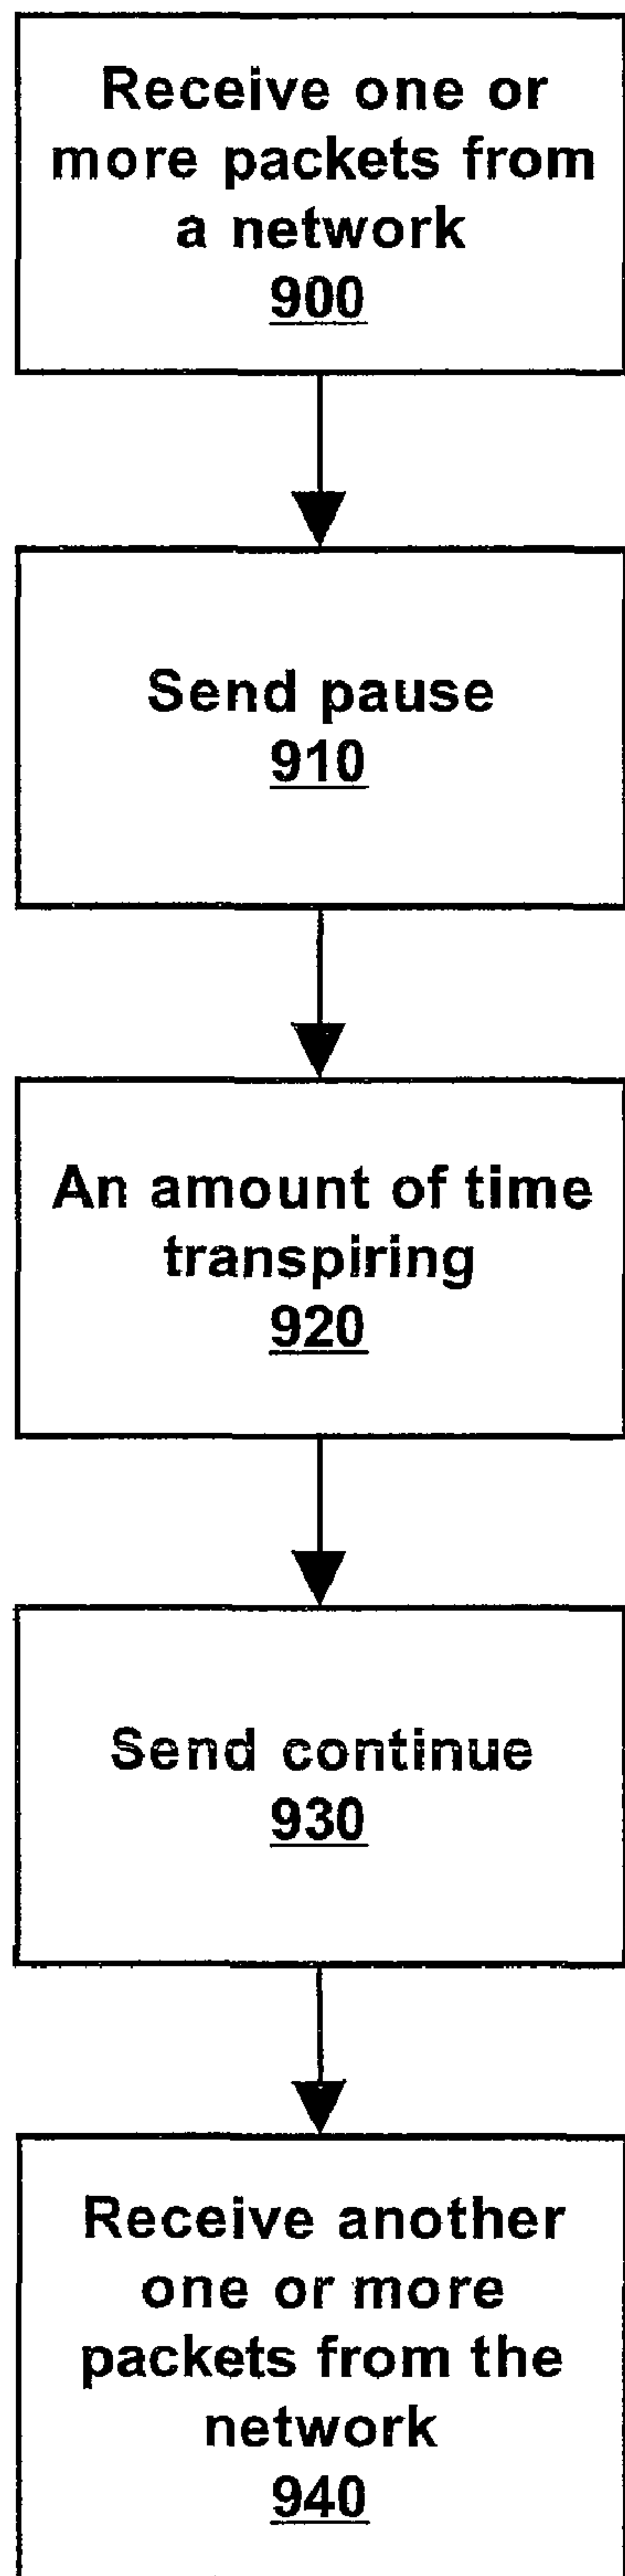 Receive one or
more packets from
a network
900
Send pause
910
An amount of time
transpiring
920
Send continue
930
Receive another
one or more
packets from the
network
940